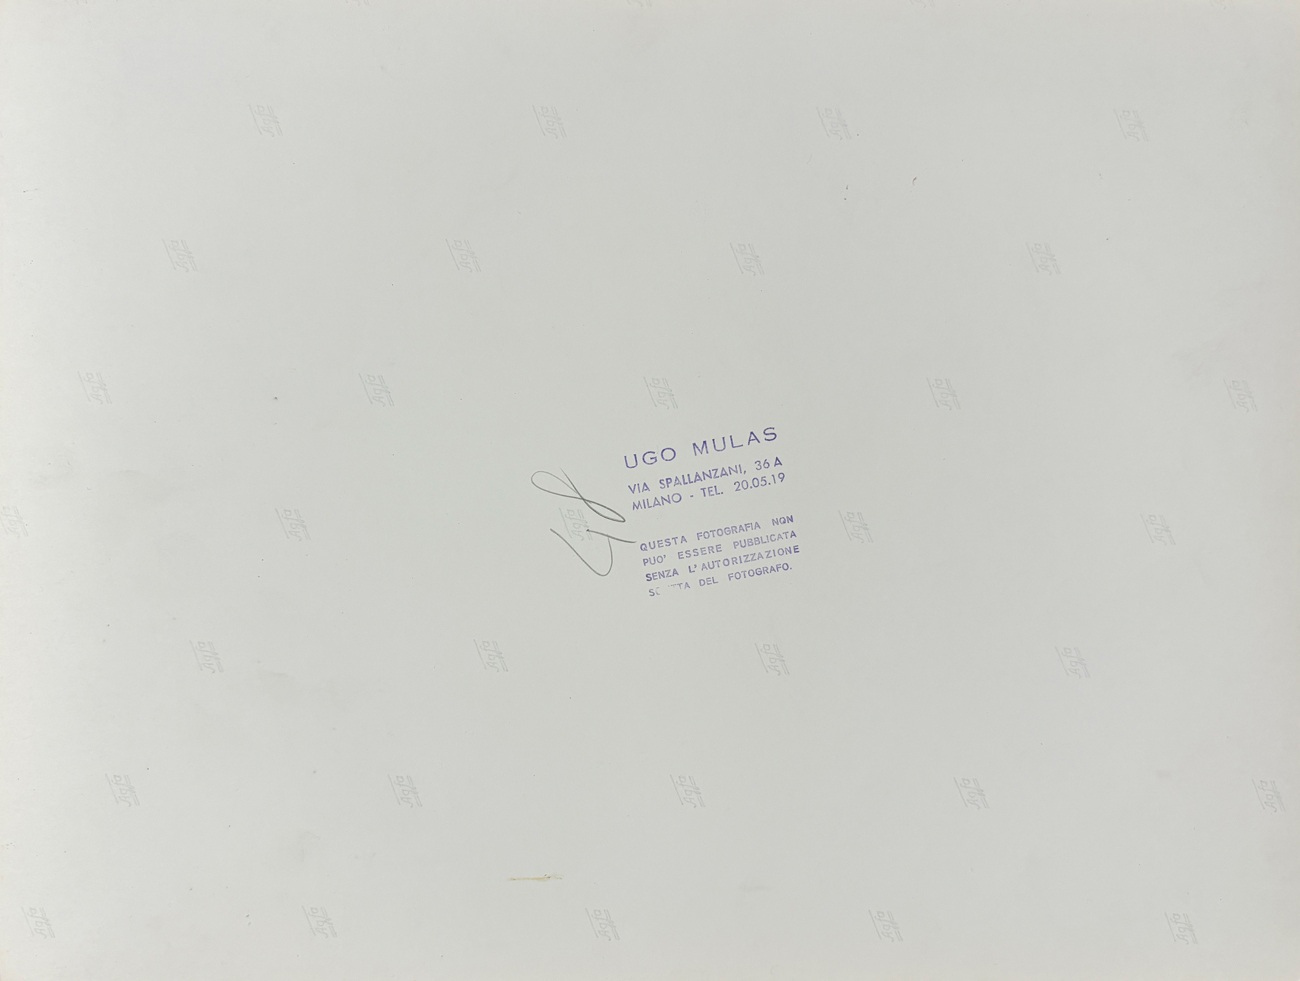 UGO MULAS
VIA SPALLANZANI, 36 A
MILANO - TEL. 20.05.19
QUESTA FOTOGRAFIA NON
PUO' ESSERE PUBBLICATA
SENZA L'AUTORIZZAZIONE
DEL FOTOGRAFO.
Agfa